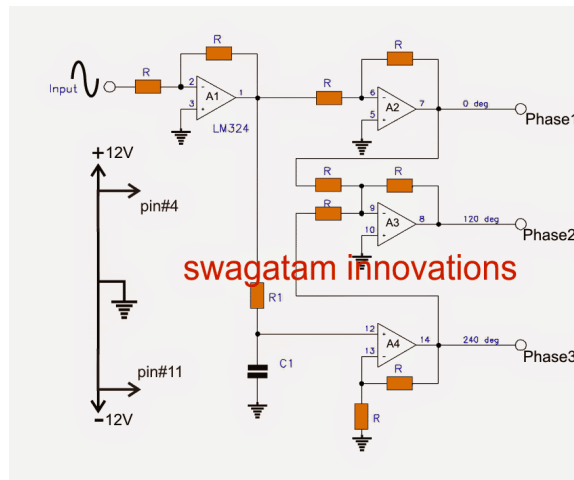 R
R
R
Input
2
3
A1
1
LM324
R
6
5
A2
7
0 deg
Phase1
+12V
pin#4
R
R
R
9
10
A3
8
120 deg
Phase2
swagatam innovations
R1
12
13
A4
14
240 deg
Phase3
C1
R
R
pin#11
-12V